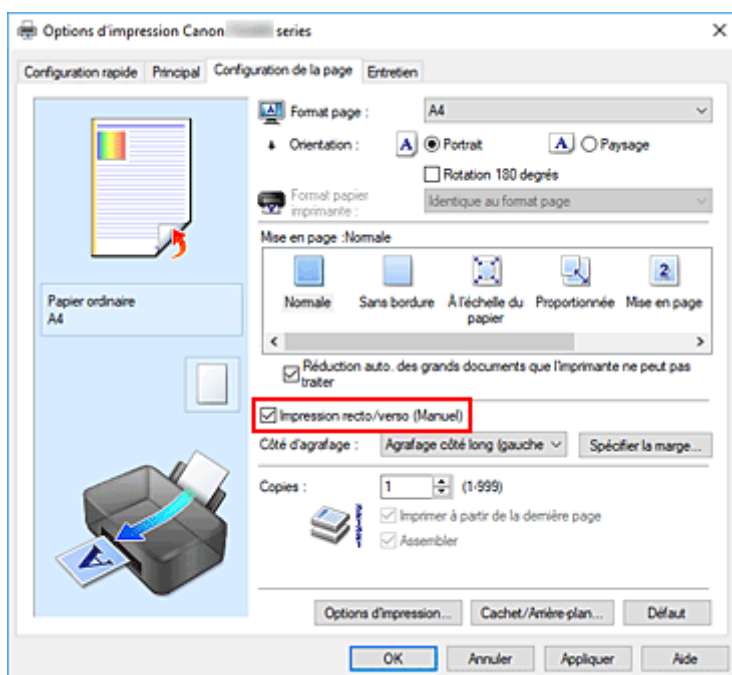 Options d'impression Canon series
Configuration rapide Principal Configuration de la page Entretien
Format page : A4
Orientation : A Portrait A Paysage
Rotation 180 degrés
Format papier imprimante : Identique au format page
Mise en page :Normale
Normale Sans bordure À l'échelle du papier Proportionnée Mise en page
2
Réduction auto. des grands documents que l'imprimante ne peut pas traiter
Papier ordinaire
A4
Impression recto/verso (Manuel)
Côté d'agrafage : Agrafage côté long (gauche Spécifier la marge...
Copies : 1 (1-999)
Imprimer à partir de la dernière page
Assembler
A
Options d'impression... Cachet/Arrière-plan... Défaut
OK Annuler Appliquer Aide